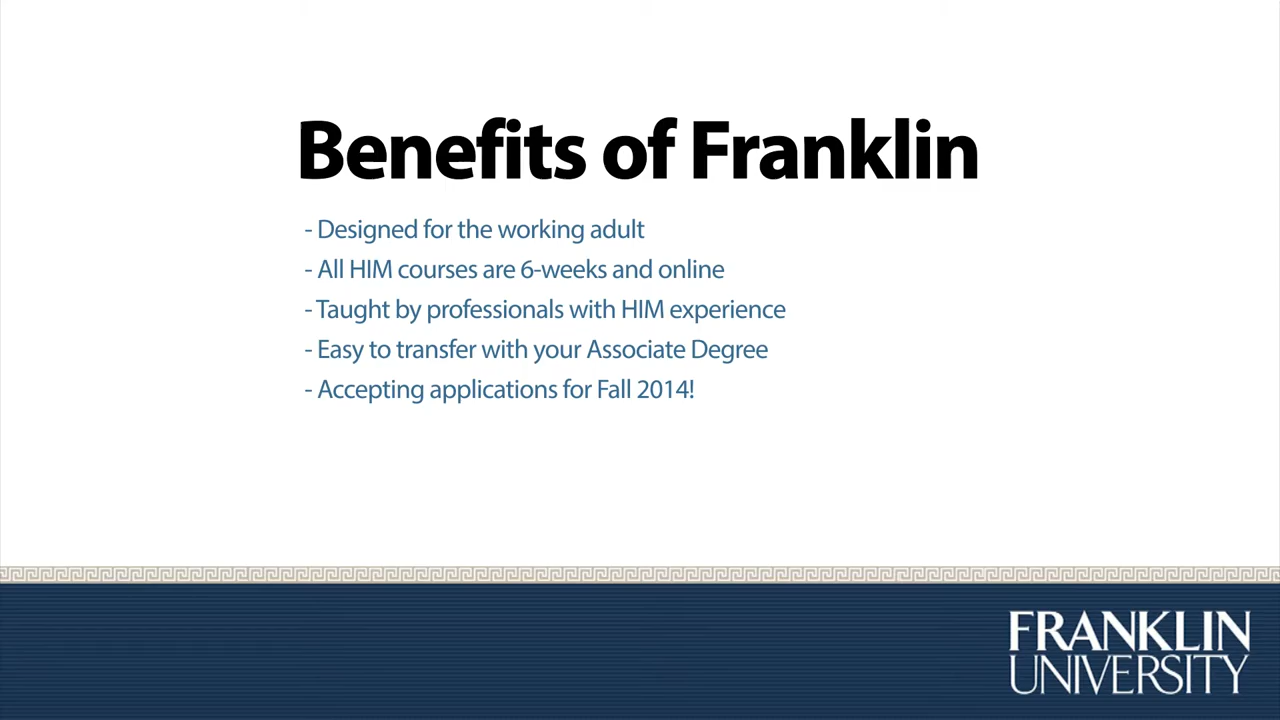 Benefits of Franklin
- Designed for the working adult
- All HIM courses are 6-weeks and online
- Taught by professionals with HIM experience
- Easy to transfer with your Associate Degree
- Accepting applications for Fall 2014!
FRANKLIN
UNIVERSITY